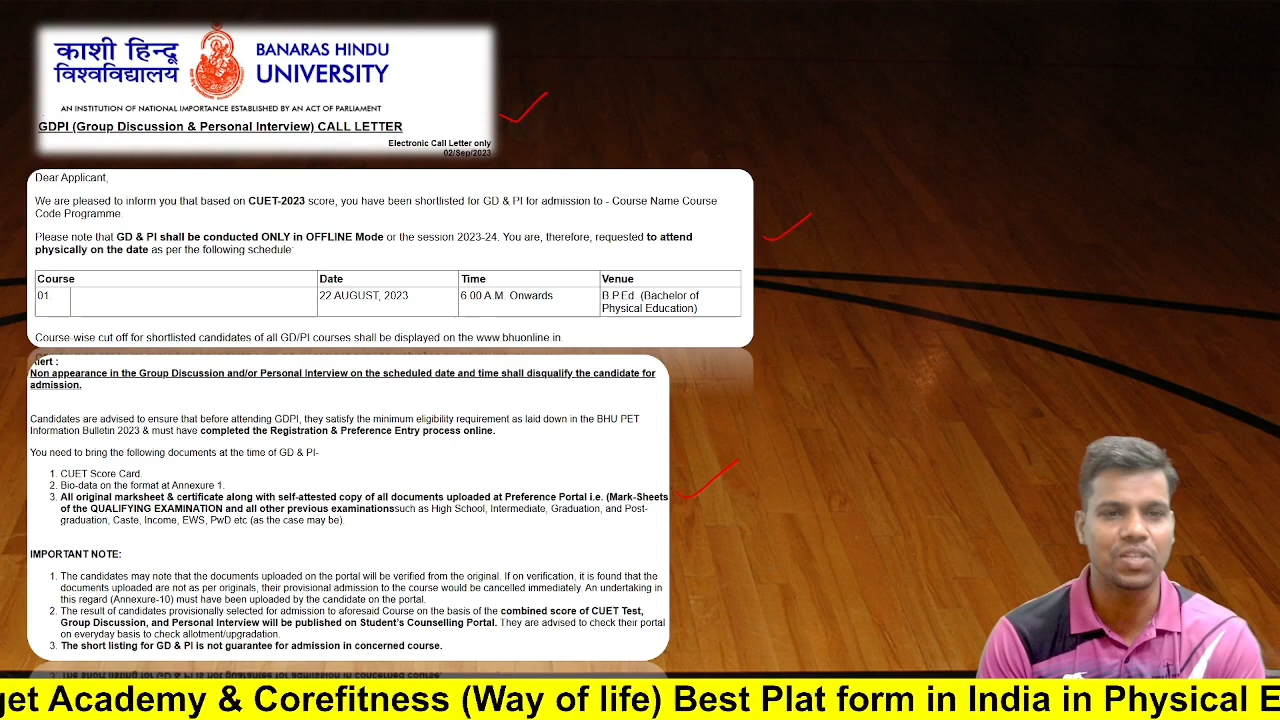 काशी हिन्दू
विश्वविद्यालय
BANARAS HINDU
UNIVERSITY
AN INSTITUTION OF NATIONAL IMPORTANCE ESTABLISHED BY AN ACT OF PARLIAMENT
GDPI (Group Discussion & Personal Interview) CALL LETTER
Electronic Call Letter only
02/Sep/2023
Dear Applicant,
We are pleased to inform you that based on CUET-2023 score, you have been shortlisted for GD & PI for admission to - Course Name Course
Code Programme.
Please note that GD & PI shall be conducted ONLY in OFFLINE Mode or the session 2023-24. You are, therefore, requested to attend
physically on the date as per the following schedule:
Course Date Time Venue
01. 22 AUGUST, 2023 6.00 A.M. Onwards B.P.Ed. (Bachelor of
Physical Education)
Course-wise cut off for shortlisted candidates of all GD/PI courses shall be displayed on the www.bhuonline.in.
lert :
Non appearance in the Group Discussion and/or Personal Interview on the scheduled date and time shall disqualify the candidate for
admission.
Candidates are advised to ensure that before attending GDPI, they satisfy the minimum eligibility requirement as laid down in the BHU PET
Information Bulletin 2023 & must have completed the Registration & Preference Entry process online.
You need to bring the following documents at the time of GD & PI-
1. CUET Score Card.
2. Bio-data on the format at Annexure 1.
3. All original marksheet & certificate along with self-attested copy of all documents uploaded at Preference Portal i.e. (Mark-Sheets
of the QUALIFYING EXAMINATION and all other previous examinationssuch as High School, Intermediate, Graduation, and Post-
graduation, Caste, Income, EWS, PwD etc (as the case may be).
IMPORTANT NOTE:
1. The candidates may note that the documents uploaded on the portal will be verified from the original. If on verification, it is found that the
documents uploaded are not as per originals, their provisional admission to the course would be cancelled immediately. An undertaking in
this regard (Annexure-10) must have been uploaded by the candidate on the portal.
2. The result of candidates provisionally selected for admission to aforesaid Course on the basis of the combined score of CUET Test,
Group Discussion, and Personal Interview will be published on Student's Counselling Portal. They are advised to check their portal
on everyday basis to check allotment/upgradation.
3. The short listing for GD & PI is not guarantee for admission in concerned course.
get Academy & Corefitness (Way of life) Best Plat form in India in Physical E